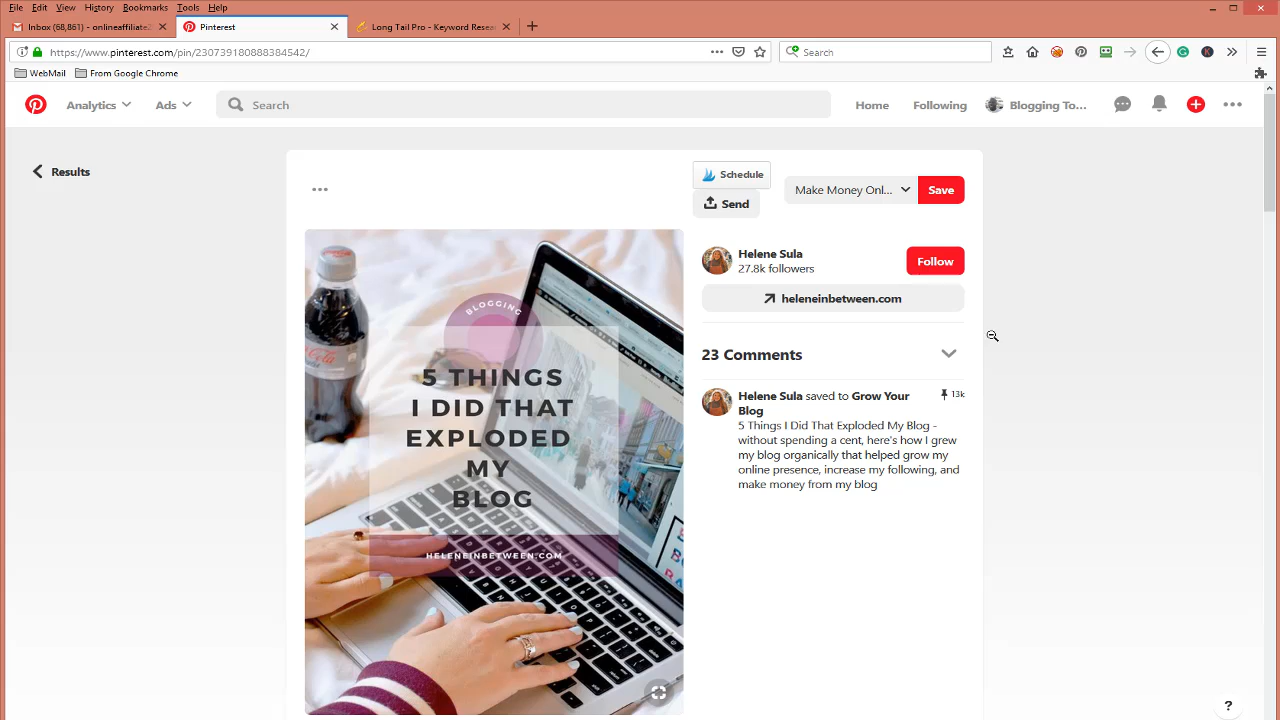 File Edit View History Bookmarks Tools Help
Inbox (68,861) - onlineaffiliate
Pinterest
Long Tail Pro - Keyword Resea
https://www.pinterest.com/pin/230739180888384542/
Search
WebMail
From Google Chrome
Analytics
Ads
Search
Home
Following
Blogging To...
Results
Schedule
Send
Make Money Onl...
Save
Helene Sula
27.8k followers
Follow
heleneinbetween.com
23 Comments
Helene Sula saved to Grow Your
Blog
13k
5 Things I Did That Exploded My Blog -
without spending a cent, here's how I grew
my blog organically that helped grow my
online presence, increase my following, and
make money from my blog
BLOGGING
5 THINGS
I DID THAT
EXPLODED
MY
BLOG
HELENEINBETWEEN.COM